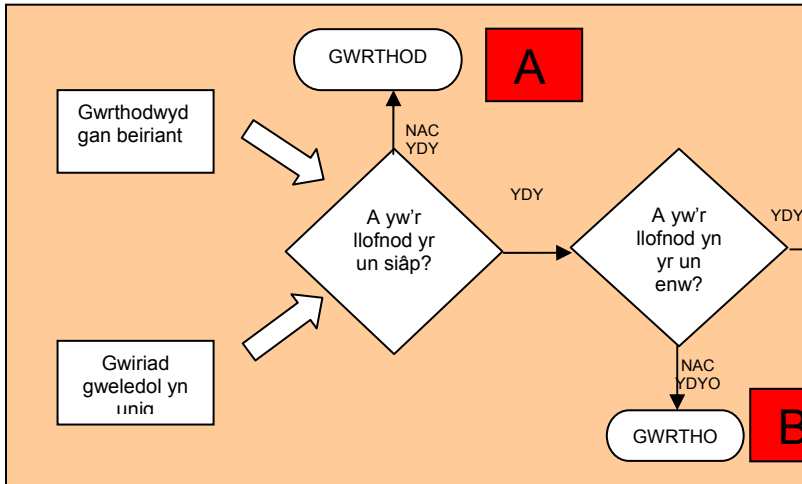 GWRTHOD
A
Gwrthodwyd
gan beiriant
NAC
YDY
A yw'r
llofnod yr
un siâp?
YDY
A yw'r
llofnod yn
yr un
enw?
YDY
Gwiriad
gweledol yn
unig
NAC
YDYO
GWRTHO
B